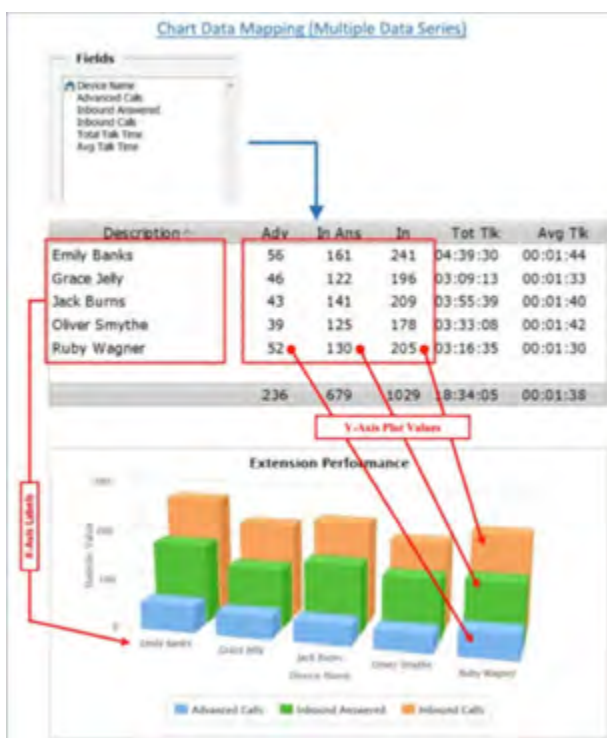 Chart Data Mapping (Multiple Data Series)
Fields
Device Name
Advanced Calls
Inbound Answered
Inbound Calls
Total Talk Time
Avg Talk Time
Description Adv In Ans In Tot Tlk Avg Tlk
Emily Banks 56 161 241 04:39:30 00:01:44
Grace Jelly 46 122 196 03:09:13 00:01:33
Jack Burns 43 141 209 03:55:39 00:01:40
Oliver Smythe 39 125 178 03:33:08 00:01:42
Ruby Wagner 52 130 205 03:16:35 00:01:30
236 679 1029 18:34:05 00:01:38
Y-Axis Plot Values
Extension Performance
X-Axis Labels
Statistic Value
300
200
100
0
Emily Banks
Grace Jelly
Jack Burns
Oliver Smythe
Ruby Wagner
Device Name
Advanced Calls Inbound Answered Inbound Calls